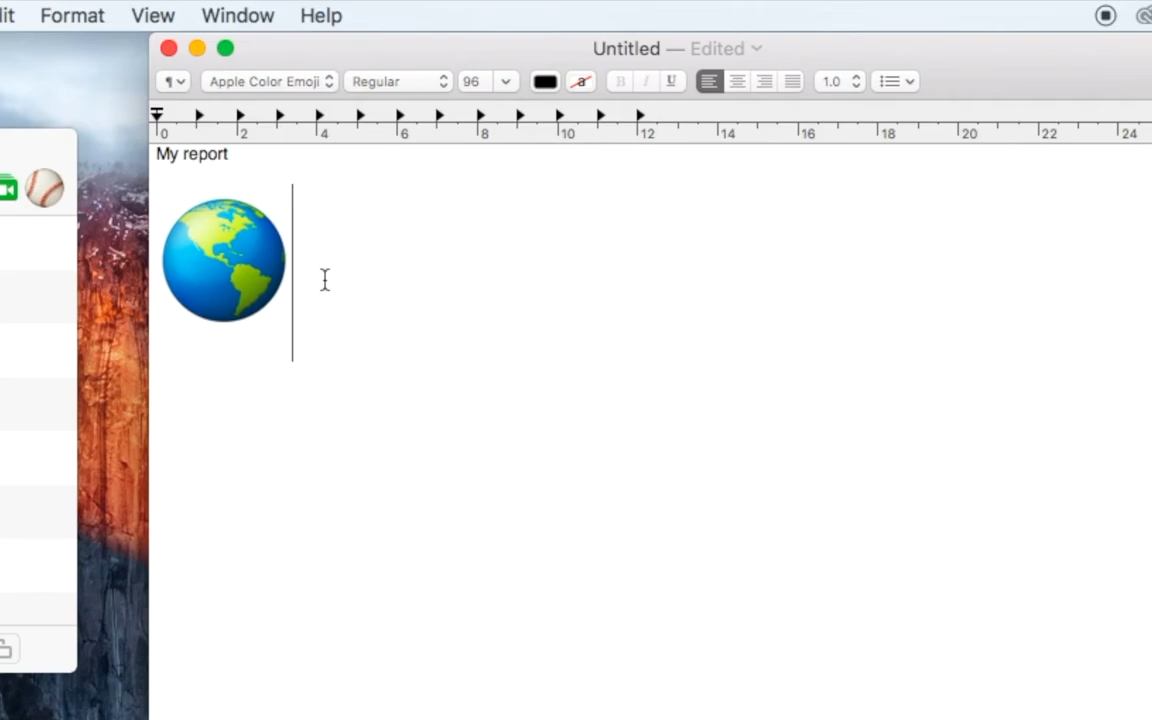 it Format View Window Help
Untitled — Edited
¶ Apple Color Emoji Regular 96 a B I U 1.0
0 2 4 6 8 10 12 14 16 18 20 22 24
My report